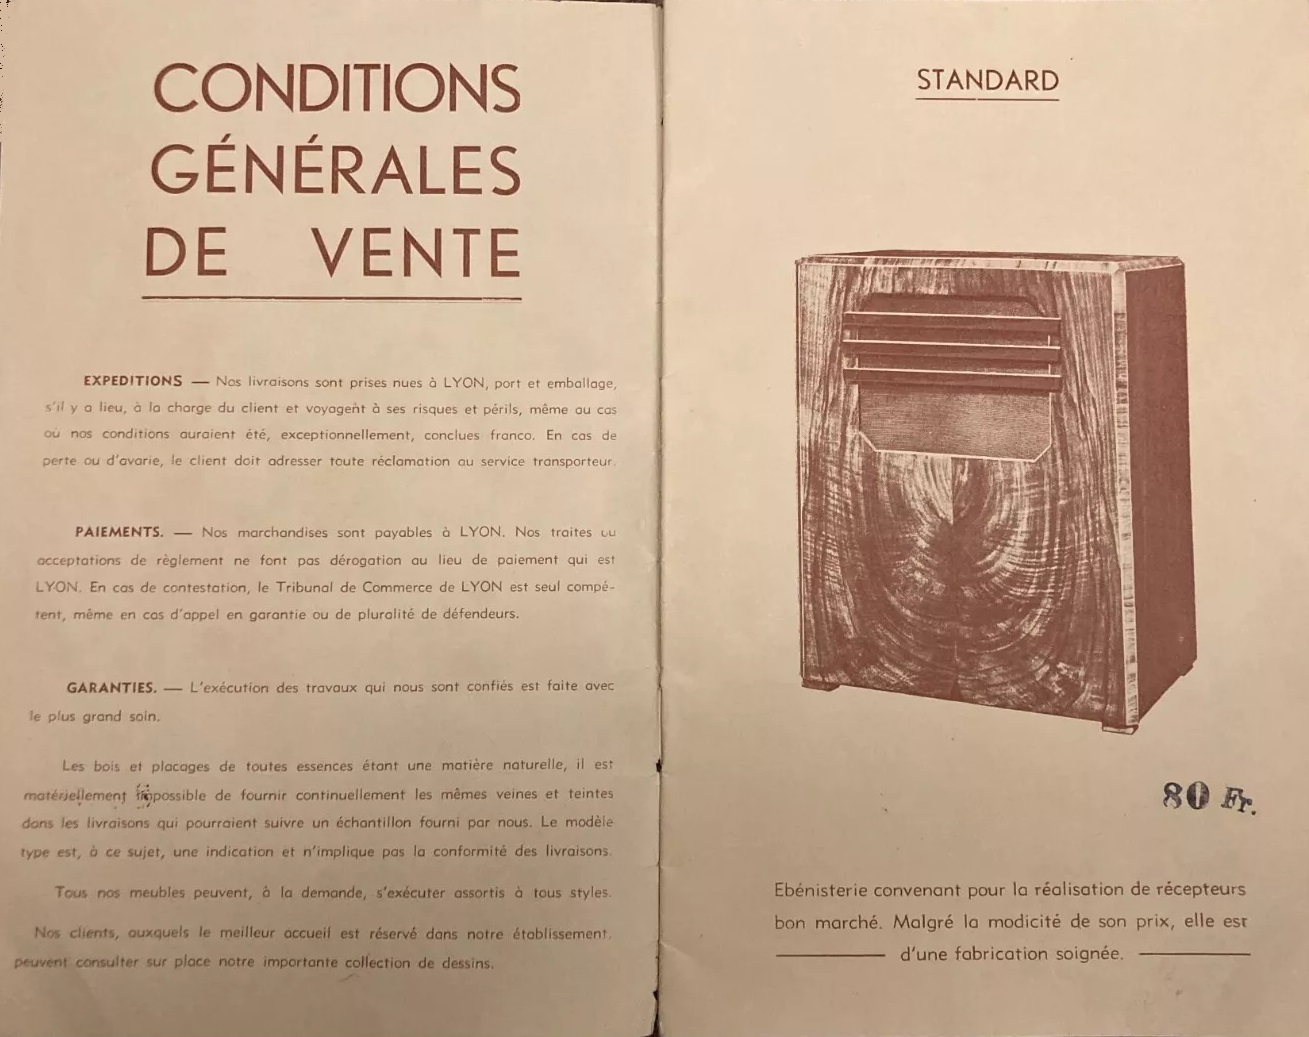 CONDITIONS
GÉNÉRALES
DE VENTE
EXPEDITIONS — Nos livraisons sont prises nues à LYON, port et emballage,
s'il y a lieu, à la charge du client et voyagent à ses risques et périls, même au cas
où nos conditions auraient été, exceptionnellement, conclues franco. En cas de
perte ou d'avarie, le client doit adresser toute réclamation au service transporteur.
PAIEMENTS. — Nos marchandises sont payables à LYON. Nos traites ou
acceptations de règlement ne font pas dérogation au lieu de paiement qui est
LYON. En cas de contestation, le Tribunal de Commerce de LYON est seul compé-
tent, même en cas d'appel en garantie ou de pluralité de défendeurs.
GARANTIES. — L'exécution des travaux qui nous sont confiés est faite avec
le plus grand soin.
Les bois et placages de toutes essences étant une matière naturelle, il est
matériellement impossible de fournir continuellement les mêmes veines et teintes
dans les livraisons qui pourraient suivre un échantillon fourni par nous. Le modèle
type est, à ce sujet, une indication et n'implique pas la conformité des livraisons.
Tous nos meubles peuvent, à la demande, s'exécuter assortis à tous styles.
Nos clients, auxquels le meilleur accueil est réservé dans notre établissement,
peuvent consulter sur place notre importante collection de dessins.
STANDARD
80 Fr.
Ebénisterie convenant pour la réalisation de récepteurs
bon marché. Malgré la modicité de son prix, elle est
d'une fabrication soignée.